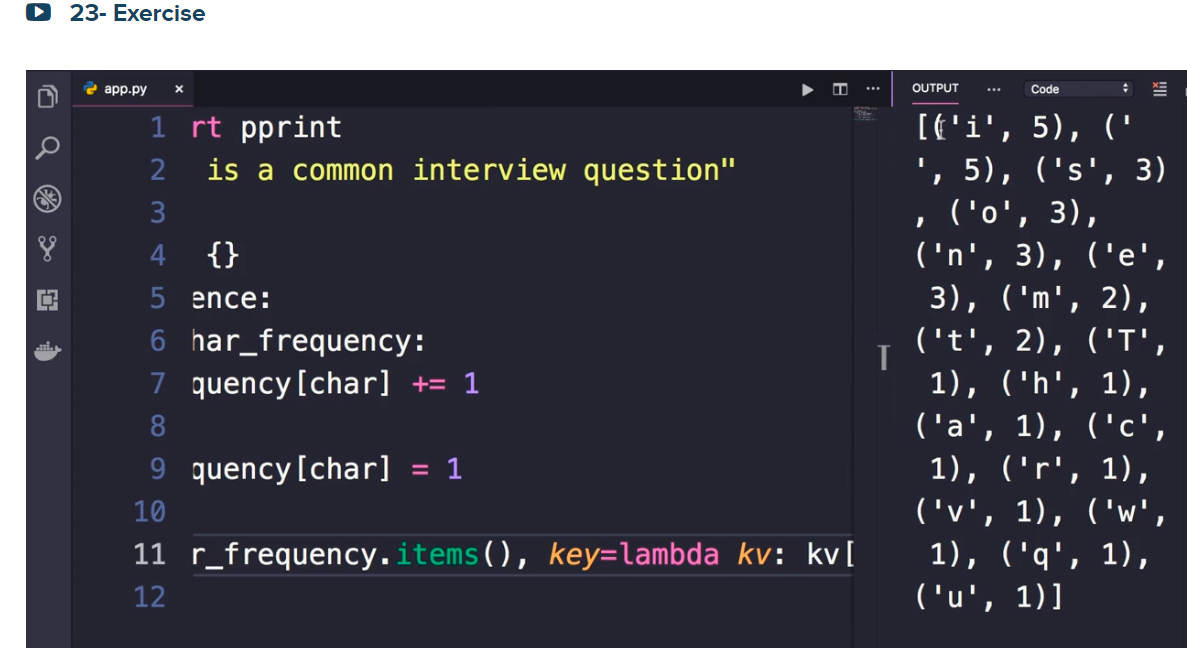 23- Exercise
app.py ×
OUTPUT ... Code
1 rt pprint
2 is a common interview question"
3
4 {}
5 ence:
6 har_frequency:
7 quency[char] += 1
8
9 quency[char] = 1
10
11 r_frequency.items(), key=lambda kv: kv[
12
[('i', 5), ('
', 5), ('s', 3)
, ('o', 3),
('n', 3), ('e',
3), ('m', 2),
('t', 2), ('T',
1), ('h', 1),
('a', 1), ('c',
1), ('r', 1),
('v', 1), ('w',
1), ('q', 1),
('u', 1)]